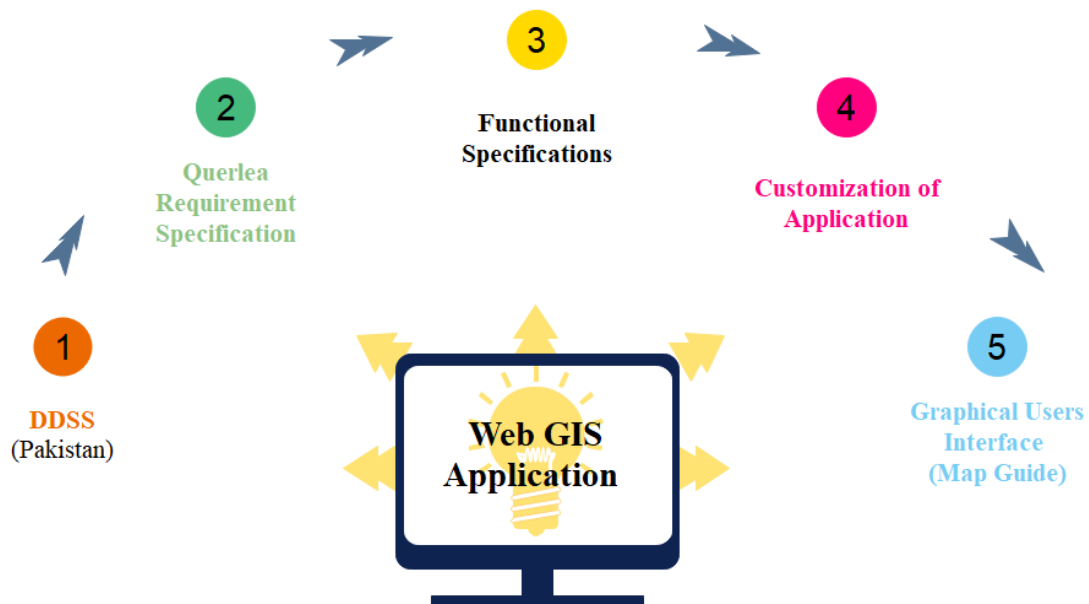 1
DDSS
(Pakistan)
2
Querlea
Requirement
Specification
3
Functional
Specifications
4
Customization of
Application
5
Graphical Users
Interface
(Map Guide)
Web GIS
Application